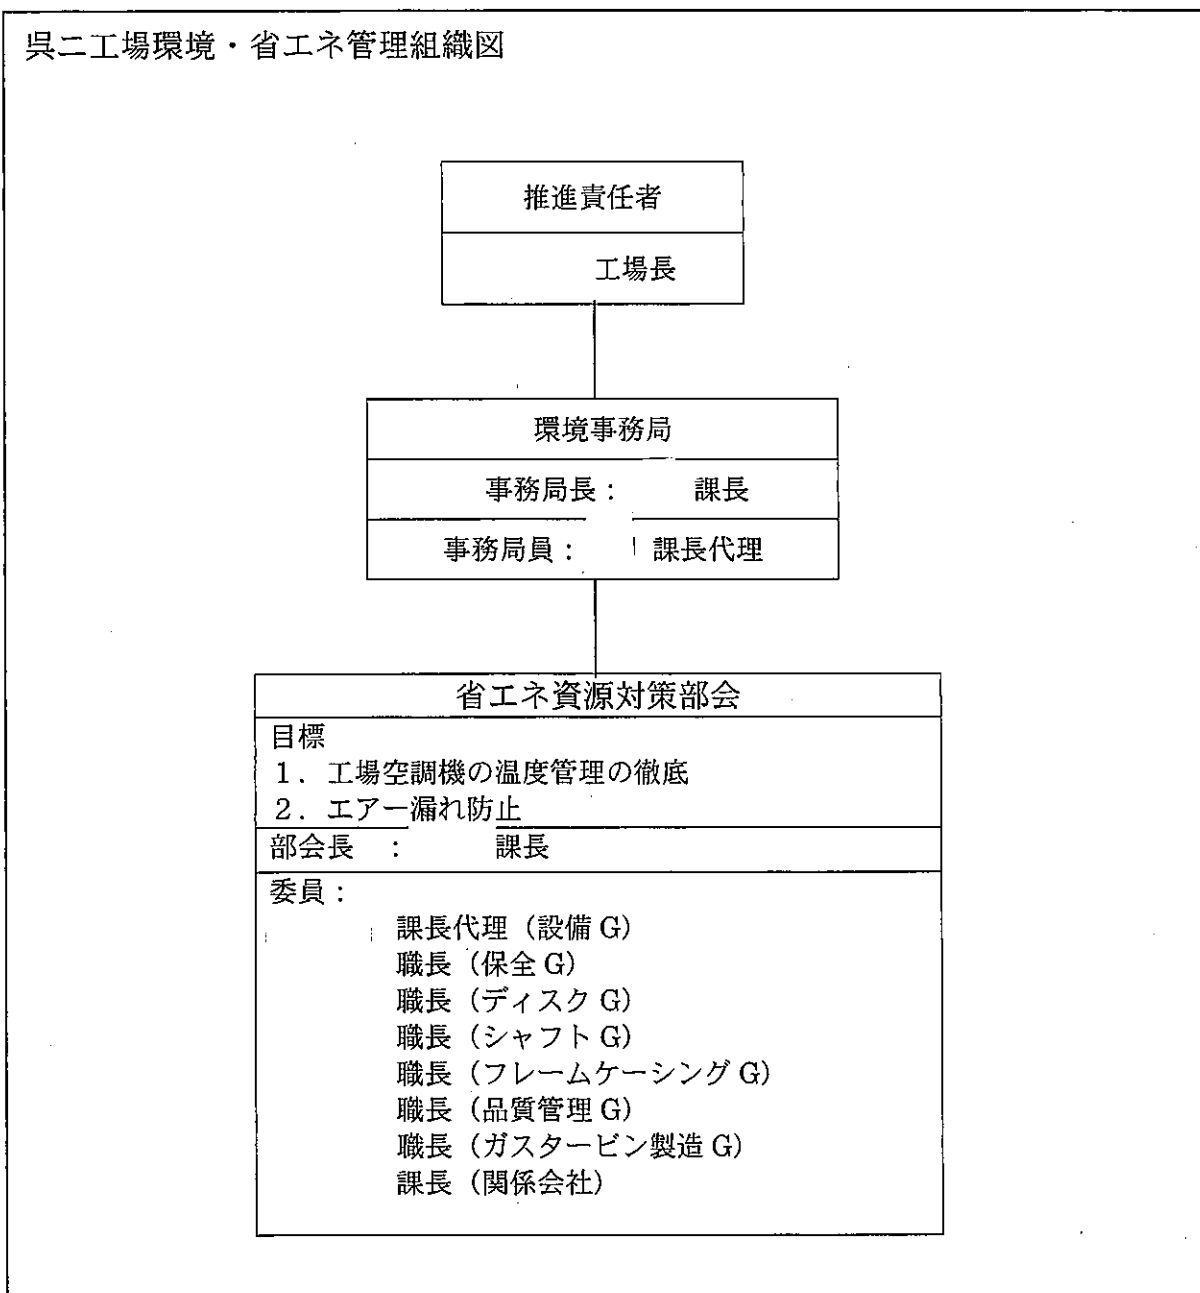 呉二工場環境・省エネ管理組織図
推進責任者
工場長
環境事務局
事務局長： 課長
事務局員： 課長代理
省エネ資源対策部会
目標
１．工場空調機の温度管理の徹底
２．エアー漏れ防止
部会長 ： 課長
委員：
課長代理（設備 G）
職長（保全 G）
職長（ディスク G）
職長（シャフト G）
職長（フレームケーシング G）
職長（品質管理 G）
職長（ガスタービン製造 G）
課長（関係会社）